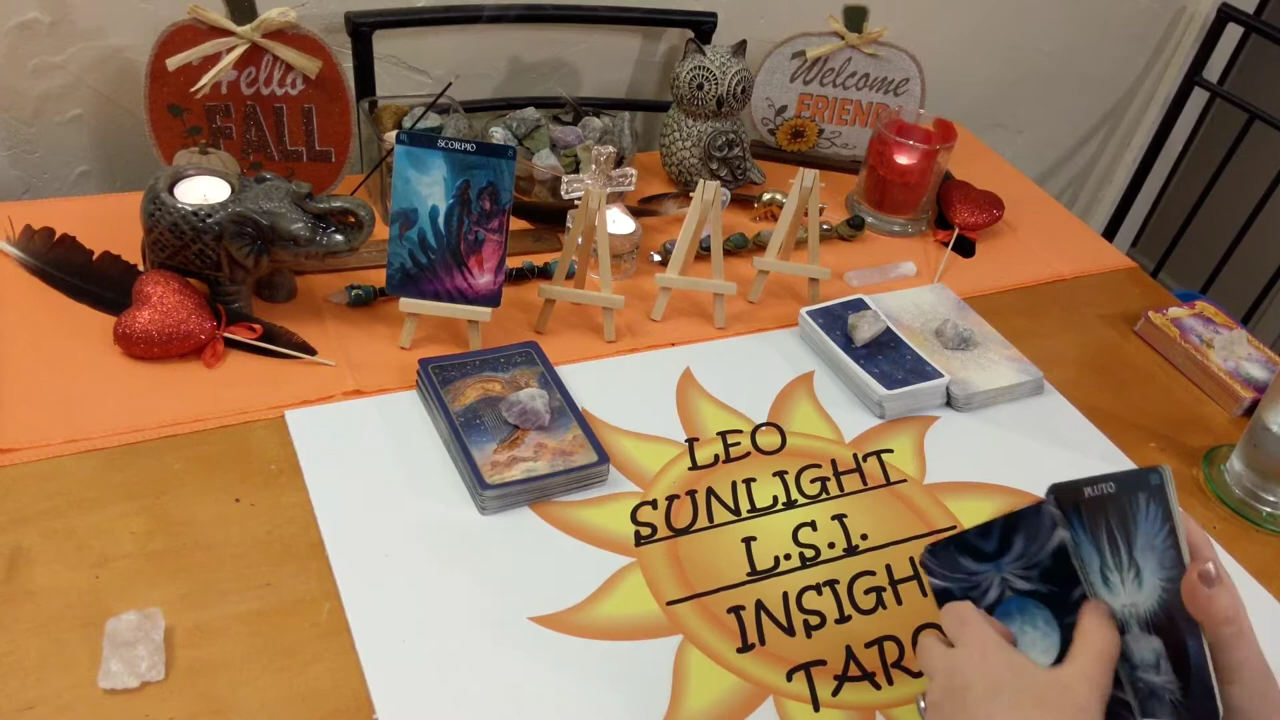 Hello
FALL
Welcome
FRIEND
SCORPIO
LEO
SUNLIGHT
L.S.I.
INSIGH
TARO
PLUTO